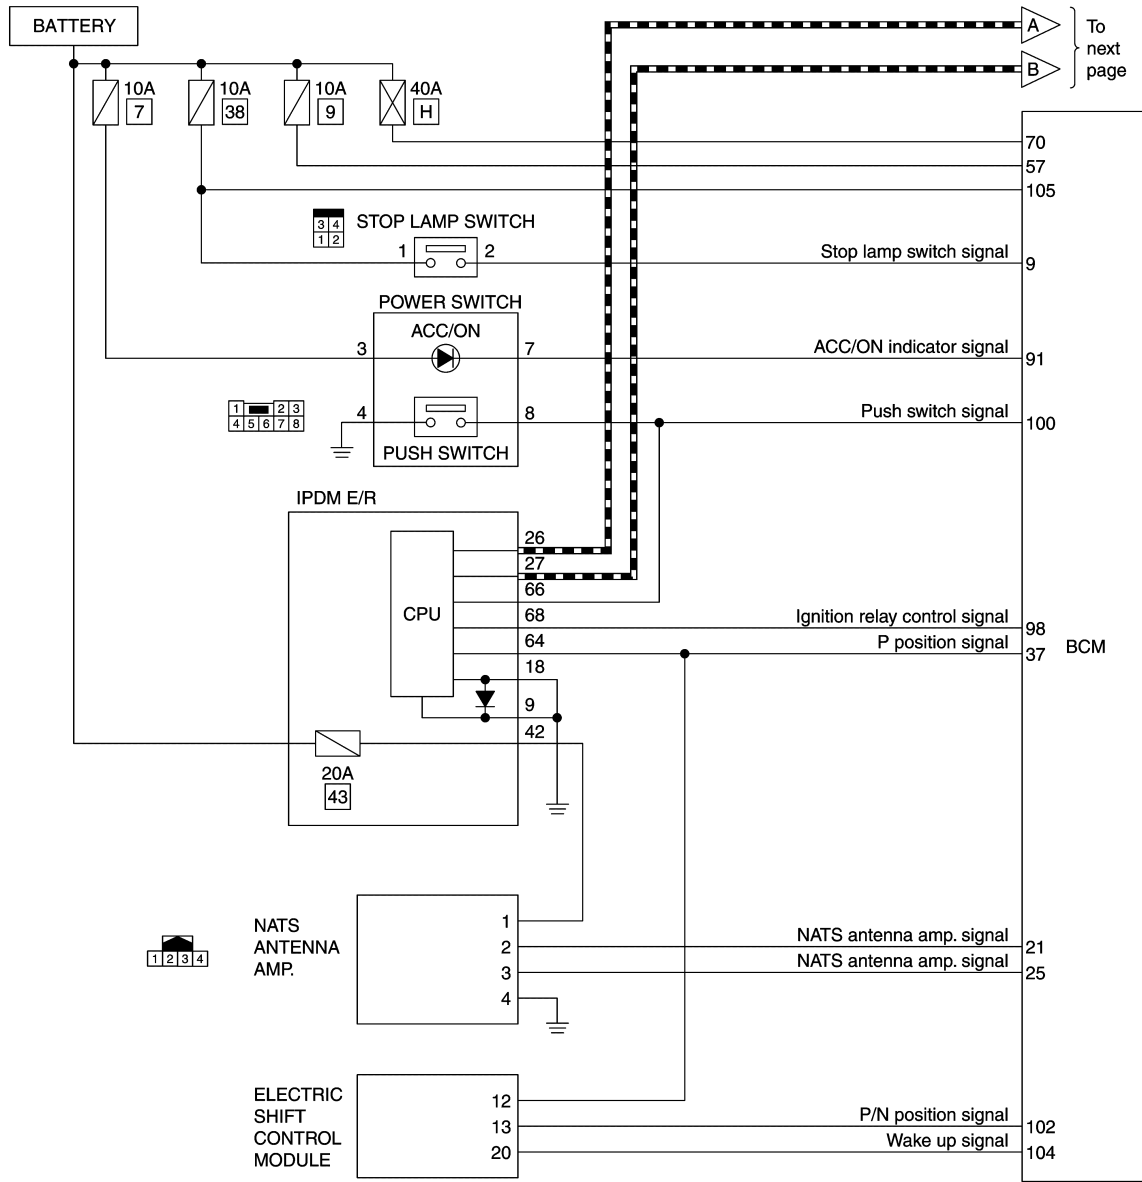 BATTERY
A
To
next
page
B
10A
7
10A
38
10A
9
40A
H
70
57
105
3 4
1 2
STOP LAMP SWITCH
1
2
Stop lamp switch signal
9
POWER SWITCH
ACC/ON
3
7
ACC/ON indicator signal
91
1 2 3
4 5 6 7 8
4
8
Push switch signal
100
PUSH SWITCH
IPDM E/R
CPU
26
27
66
68
Ignition relay control signal
98
64
P position signal
37
BCM
18
9
42
20A
43
NATS
ANTENNA
AMP.
1 2 3 4
1
2
NATS antenna amp. signal
21
3
NATS antenna amp. signal
25
4
ELECTRIC
SHIFT
CONTROL
MODULE
12
13
P/N position signal
102
20
Wake up signal
104